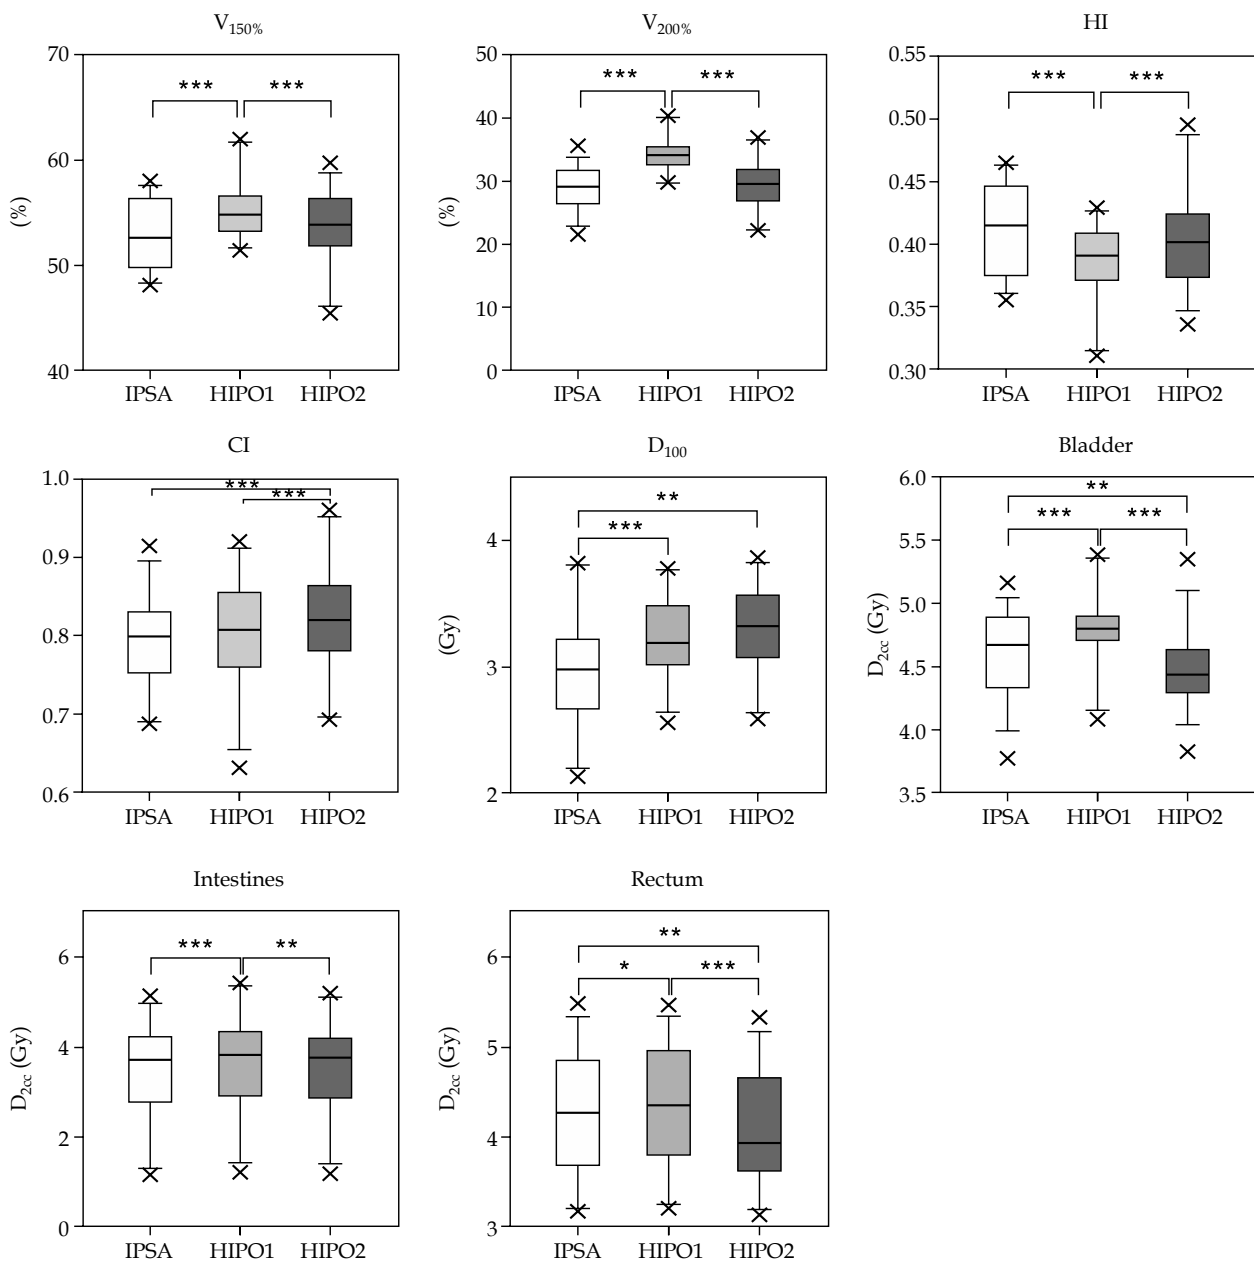 V150% V200% HI
70 50 0.55
*** *** *** *** *** ***
60 40 0.50
(%) 50 (%) 30 0.45
20 0.40
10 0.35
40 0 0.30
IPSA HIPO1 HIPO2 IPSA HIPO1 HIPO2 IPSA HIPO1 HIPO2
CI D100 Bladder
1.0 6.0
*** *** ** *** ** *** ***
0.9 4 5.5
0.8 (Gy) 3 D2cc (Gy) 5.0
4.5
0.7 4.0
0.6 2 3.5
IPSA HIPO1 HIPO2 IPSA HIPO1 HIPO2 IPSA HIPO1 HIPO2
Intestines Rectum
6 *** ** 6 ** * ***
D2cc (Gy) 4 D2cc (Gy) 5
2 4
0 3
IPSA HIPO1 HIPO2 IPSA HIPO1 HIPO2